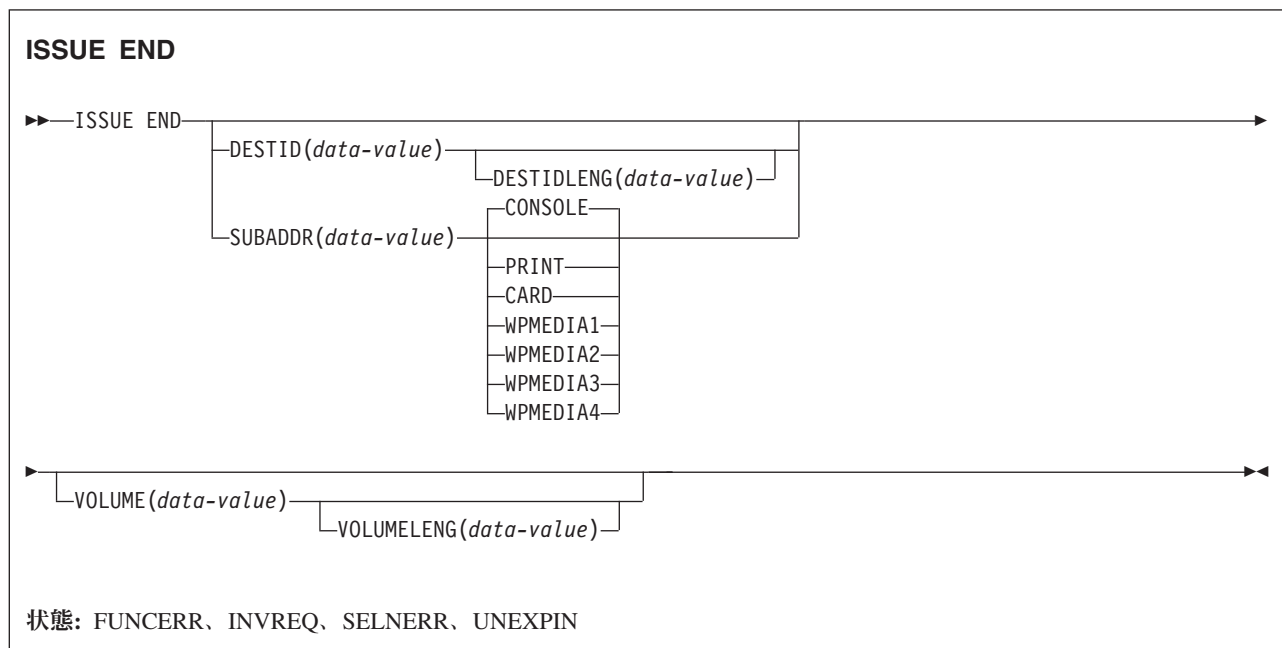 ISSUE END
ISSUE END
DESTID(data-value)
DESTIDLENG(data-value)
CONSOLE
SUBADDR(data-value)
PRINT
CARD
WPMEDIA1
WPMEDIA2
WPMEDIA3
WPMEDIA4
VOLUME(data-value)
VOLUMELENG(data-value)
状態: FUNCERR、INVREQ、SELNERR、UNEXPIN